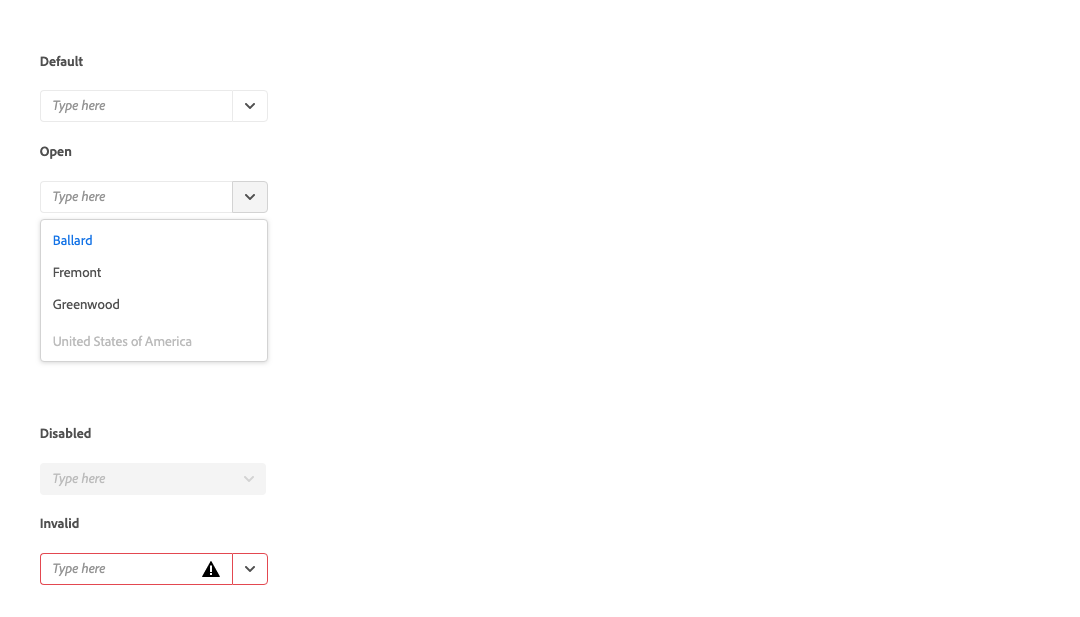 Default
Type here
Open
Type here
Ballard
Fremont
Greenwood
United States of America
Disabled
Type here
Invalid
Type here